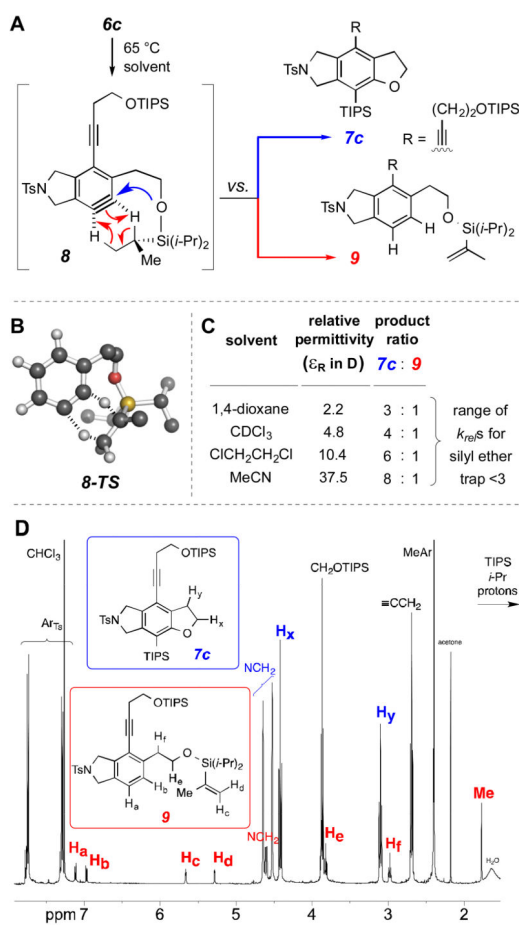 A
6c
65 °C
solvent
OTIPS
TsN
O
H
H
Si(i-Pr)2
Me
8
vs.
OTIPS
TsN
O
TIPS
7c
(CH2)2OTIPS
R =
R
TsN
O
H
H
Si(i-Pr)2
9
B
8-TS
C
solvent
relative
permittivity
(εR in D)
product
ratio
7c : 9
1,4-dioxane 2.2 3 : 1
CDCl3 4.8 4 : 1
ClCH2CH2Cl 10.4 6 : 1
MeCN 37.5 8 : 1
range of
krels for
silyl ether
trap <3
D
CHCl3
ArTs
OTIPS
Hy
TsN
Hx
O
TIPS
7c
OTIPS
Hf
O
Si(i-Pr)2
TsN
He
Hb
Me
Hd
Ha
Hc
9
NCH2
NCH2
Hx
CH2OTIPS
≡CCH2
MeAr
acetone
TIPS
i-Pr
protons
Hy
Ha
Hb
Hc
Hd
He
Hf
Me
H2O
ppm 7 6 5 4 3 2